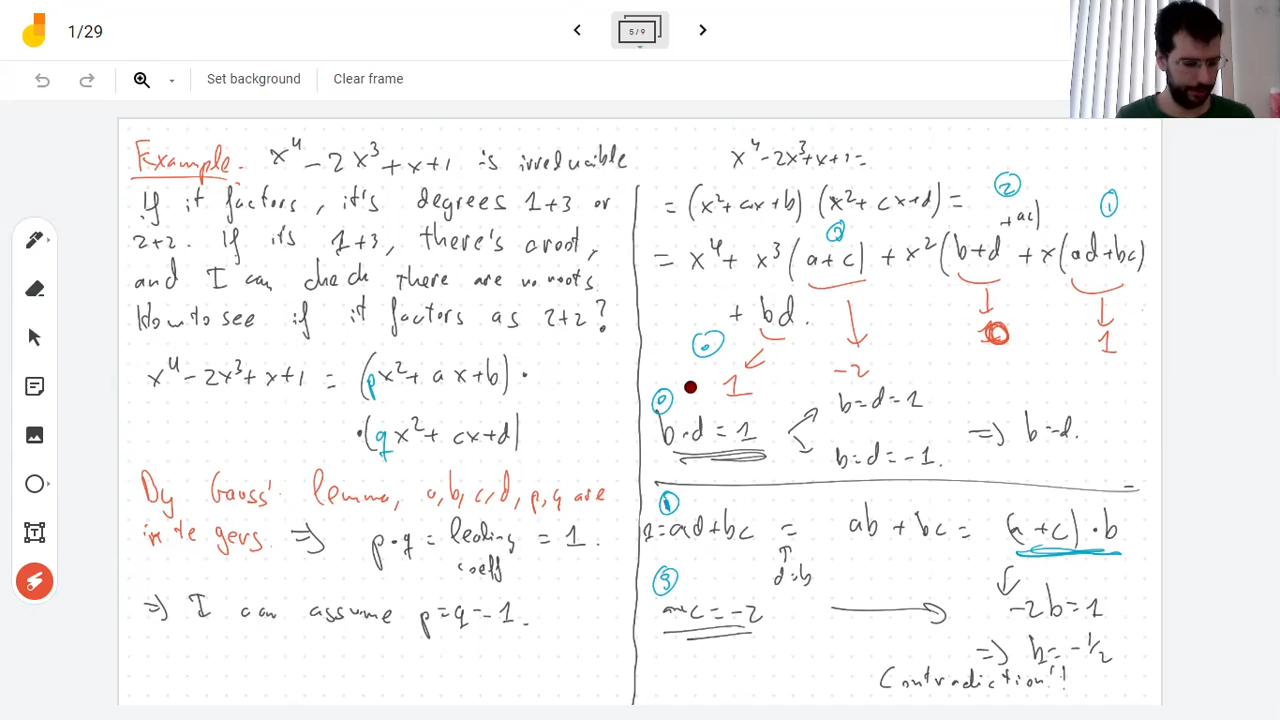 1/29
5/9
Set background
Clear frame
Example. x⁴ - 2x³ + x + 1 is irreducible
If it factors, it's degrees 1+3 or
2+2. If it's 1+3, there's a root,
and I can check there are no roots.
How to see if it factors as 2+2?
x⁴ - 2x³ + x + 1 = (px² + ax + b) ·
·(qx² + cx + d)
By Gauss' lemma, a, b, c, d, p, q are
integers. ⇒ p·q = leading coeff = 1.
⇒ I can assume p = q = 1.
x⁴ - 2x³ + x + 1 =
= (x² + ax + b) (x² + cx + d) =
= x⁴ + x³ (a + c) + x² (b + d + ac) + x (ad + bc)
+ bd.
1
-2
0
1
b·d = 1
b = d = 1
b = d = -1.
⇒ b = d.
1 = ad + bc = ab + bc = (a + c)·b
d = b
③
c = -2
-2b = 1
⇒ b = -1/2
Contradiction!!